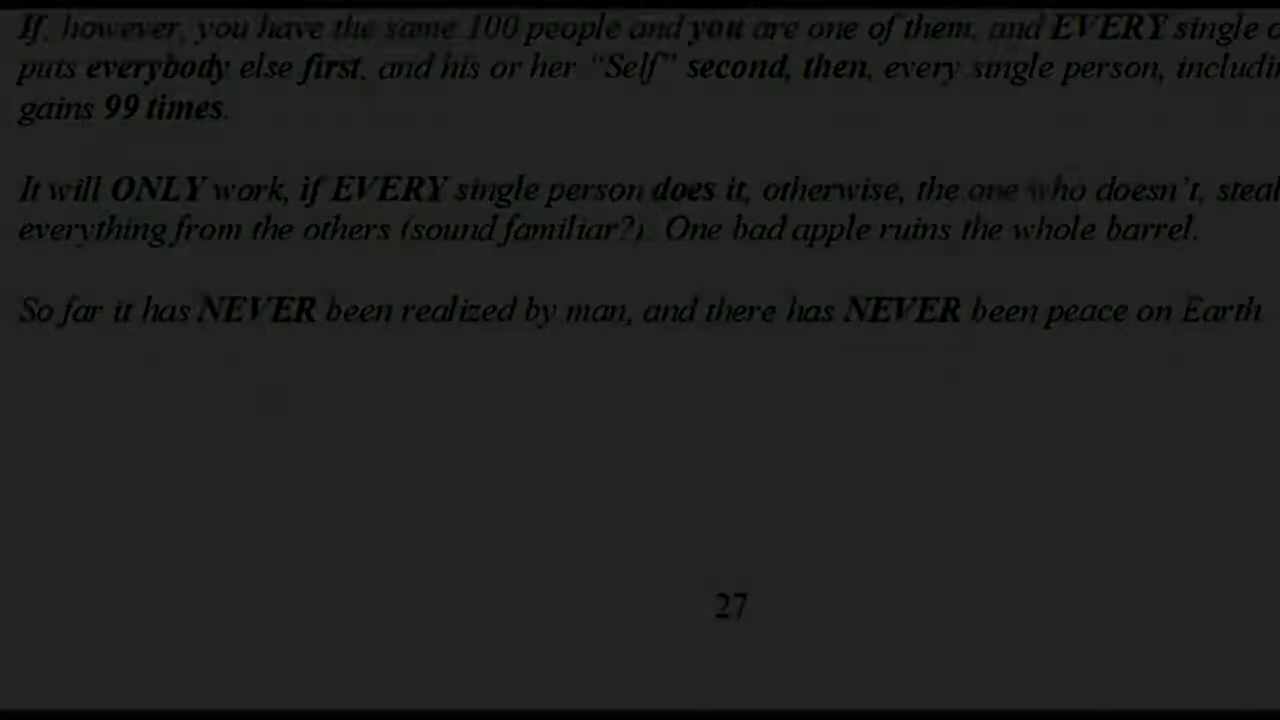 If, however, you have the same 100 people and you are one of them, and EVERY single
puts everybody else first, and his or her "Self" second, then, every single person,
gains 99 times.
It will ONLY work, if EVERY single person does it, otherwise, the one who doesn't,
everything from the others (sound familiar?). One bad apple ruins the whole barrel.
So far it has NEVER been realized by man, and there has NEVER been peace on Earth
27